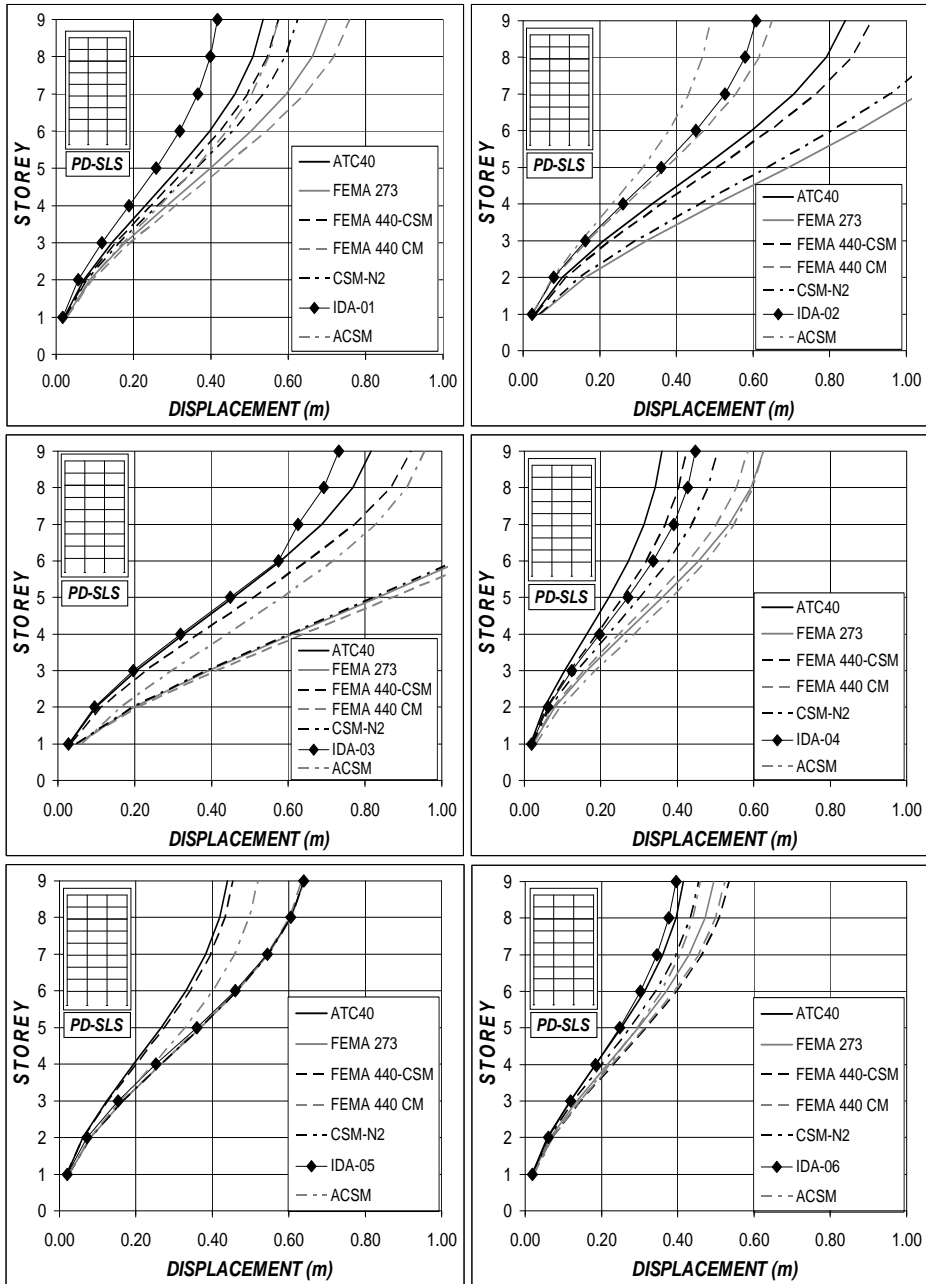 9
8
7
6
5
4
3
2
1
0
STOREY
PD-SLS
ATC40
FEMA 273
FEMA 440-CSM
FEMA 440 CM
CSM-N2
IDA-01
ACSM
0.00 0.20 0.40 0.60 0.80 1.00
DISPLACEMENT (m)
9
8
7
6
5
4
3
2
1
0
STOREY
PD-SLS
ATC40
FEMA 273
FEMA 440-CSM
FEMA 440 CM
CSM-N2
IDA-02
ACSM
0.00 0.20 0.40 0.60 0.80 1.00
DISPLACEMENT (m)
9
8
7
6
5
4
3
2
1
0
STOREY
PD-SLS
ATC40
FEMA 273
FEMA 440-CSM
FEMA 440 CM
CSM-N2
IDA-03
ACSM
0.00 0.20 0.40 0.60 0.80 1.00
DISPLACEMENT (m)
9
8
7
6
5
4
3
2
1
0
STOREY
PD-SLS
ATC40
FEMA 273
FEMA 440-CSM
FEMA 440 CM
CSM-N2
IDA-04
ACSM
0.00 0.20 0.40 0.60 0.80 1.00
DISPLACEMENT (m)
9
8
7
6
5
4
3
2
1
0
STOREY
PD-SLS
ATC40
FEMA 273
FEMA 440-CSM
FEMA 440 CM
CSM-N2
IDA-05
ACSM
0.00 0.20 0.40 0.60 0.80 1.00
DISPLACEMENT (m)
9
8
7
6
5
4
3
2
1
0
STOREY
PD-SLS
ATC40
FEMA 273
FEMA 440-CSM
FEMA 440 CM
CSM-N2
IDA-06
ACSM
0.00 0.20 0.40 0.60 0.80 1.00
DISPLACEMENT (m)